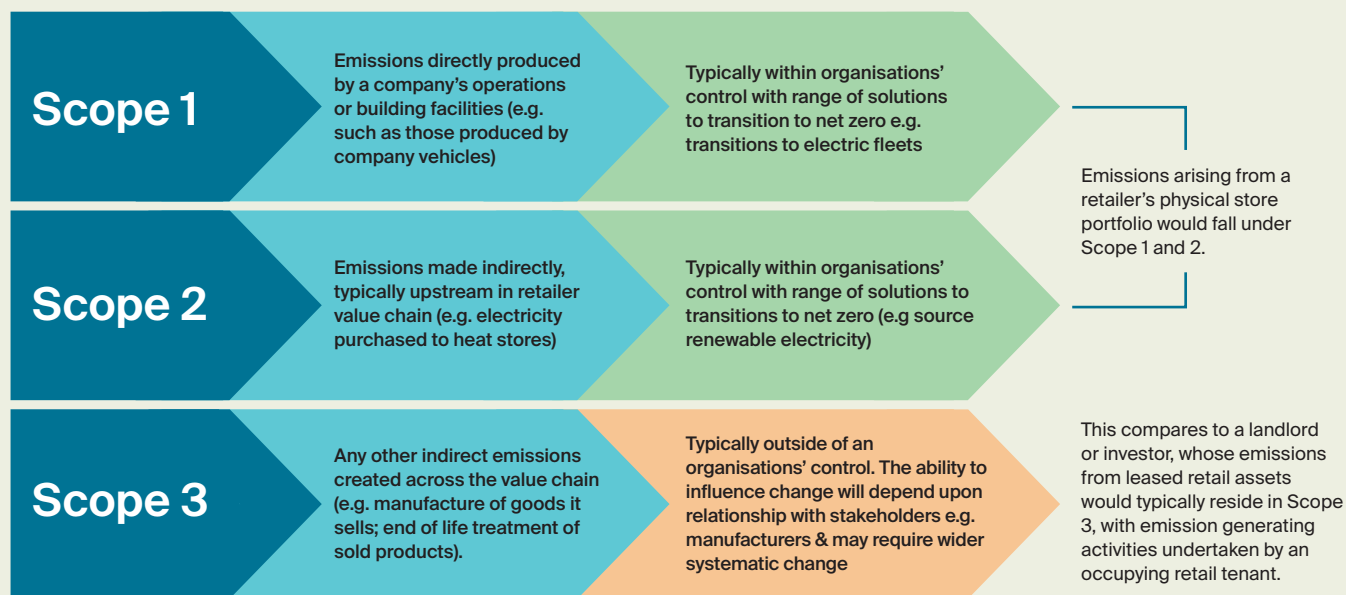 Scope 1
Emissions directly produced
by a company's operations
or building facilities (e.g.
such as those produced by
company vehicles)
Typically within organisations'
control with range of solutions
to transition to net zero e.g.
transitions to electric fleets
Emissions arising from a
retailer's physical store
portfolio would fall under
Scope 1 and 2.
Scope 2
Emissions made indirectly,
typically upstream in retailer
value chain (e.g. electricity
purchased to heat stores)
Typically within organisations'
control with range of solutions to
transitions to net zero (e.g source
renewable electricity)
Scope 3
Any other indirect emissions
created across the value chain
(e.g. manufacture of goods it
sells; end of life treatment of
sold products).
Typically outside of an
organisations' control. The ability to
influence change will depend upon
relationship with stakeholders e.g.
manufacturers & may require wider
systematic change
This compares to a landlord
or investor, whose emissions
from leased retail assets
would typically reside in Scope
3, with emission generating
activities undertaken by an
occupying retail tenant.